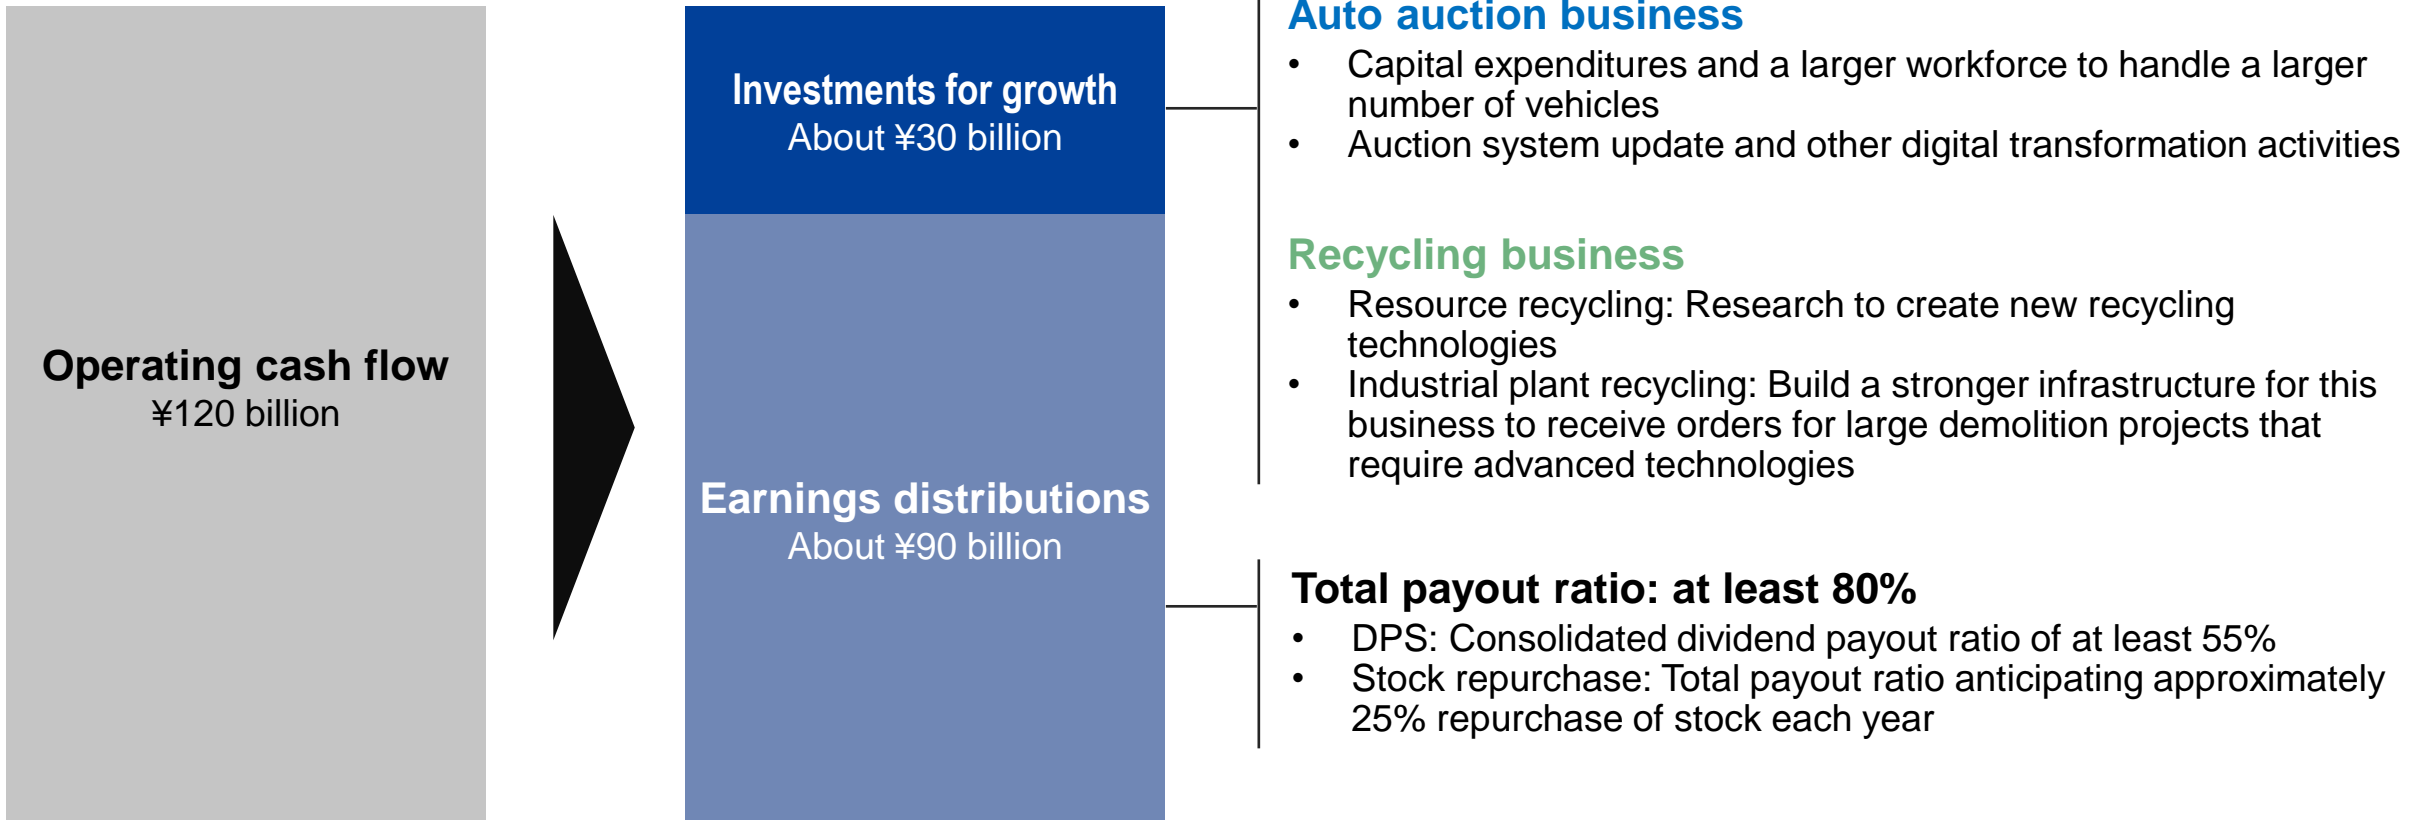 Operating cash flow
¥120 billion
Investments for growth
About ¥30 billion
Earnings distributions
About ¥90 billion
Auto auction business
• Capital expenditures and a larger workforce to handle a larger
number of vehicles
• Auction system update and other digital transformation activities
Recycling business
• Resource recycling: Research to create new recycling
technologies
• Industrial plant recycling: Build a stronger infrastructure for this
business to receive orders for large demolition projects that
require advanced technologies
Total payout ratio: at least 80%
• DPS: Consolidated dividend payout ratio of at least 55%
• Stock repurchase: Total payout ratio anticipating approximately
25% repurchase of stock each year